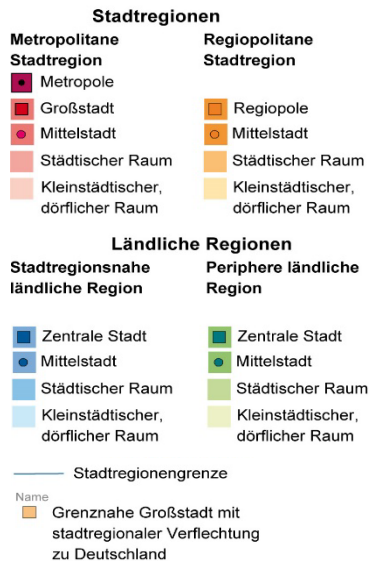 Stadtregionen
Metropolitane
Stadtregion
Metropole
Großstadt
Mittelstadt
Städtischer Raum
Kleinstädtischer,
dörflicher Raum
Regiopolitane
Stadtregion
Regiopole
Mittelstadt
Städtischer Raum
Kleinstädtischer,
dörflicher Raum
Ländliche Regionen
Stadtregionsnahe
ländliche Region
Zentrale Stadt
Mittelstadt
Städtischer Raum
Kleinstädtischer,
dörflicher Raum
Periphere ländliche
Region
Zentrale Stadt
Mittelstadt
Städtischer Raum
Kleinstädtischer,
dörflicher Raum
Stadtregionengrenze
Name
Grenznahe Großstadt mit
stadtregionaler Verflechtung
zu Deutschland